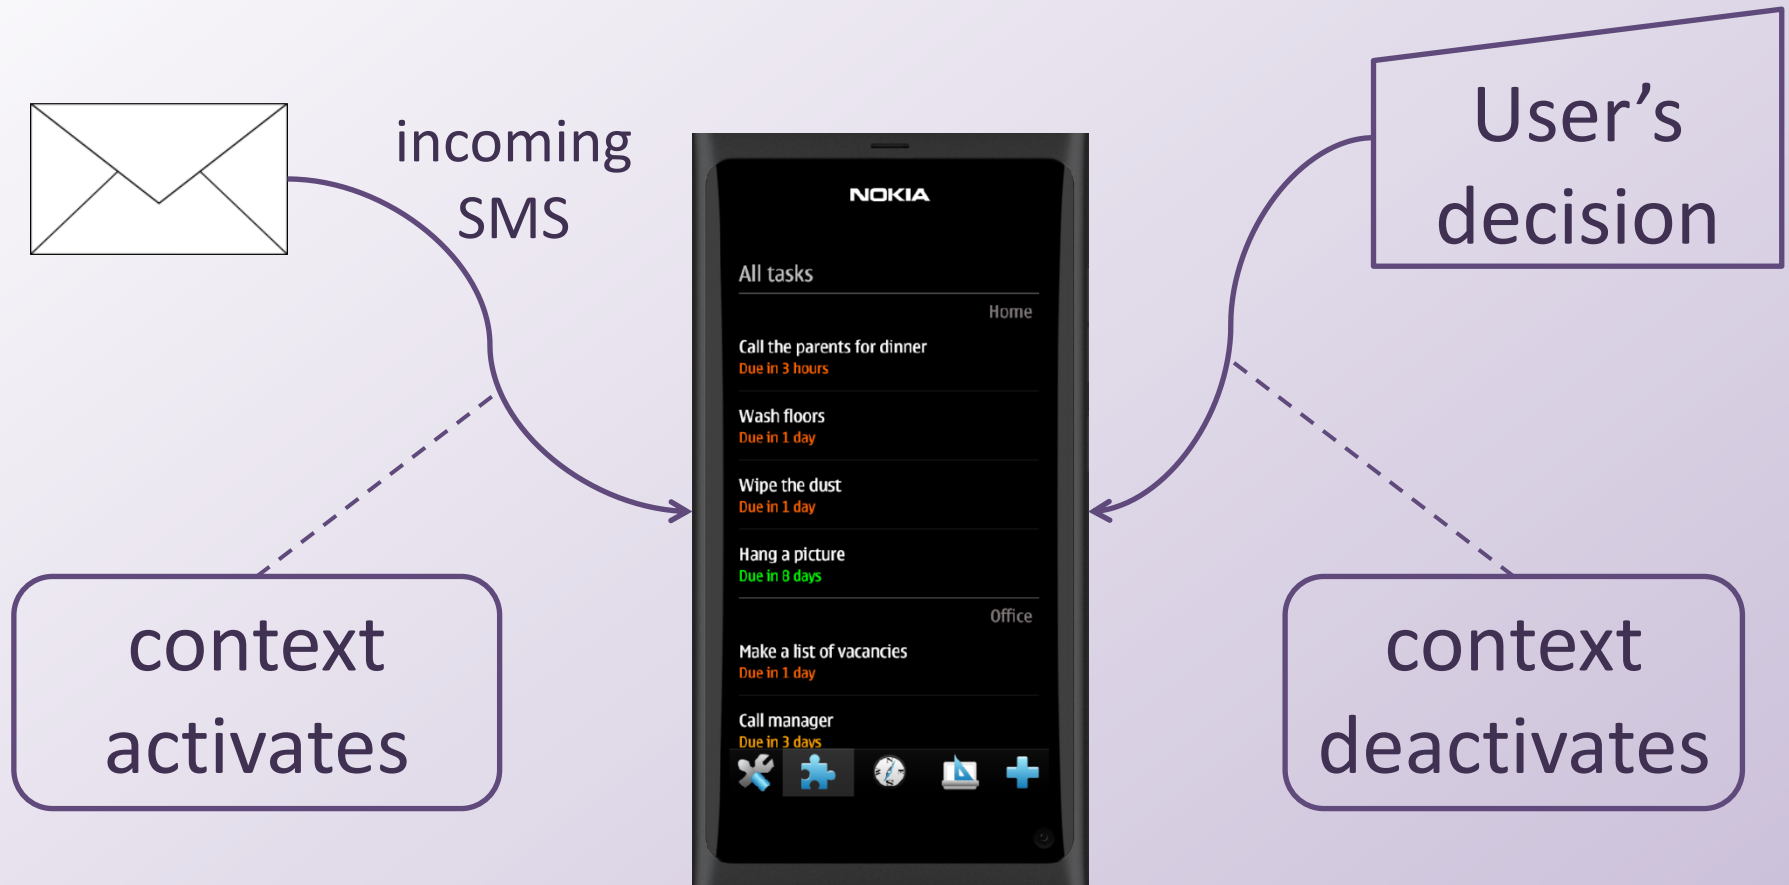 incoming
SMS
User’s
decision
NOKIA
All tasks
Home
Call the parents for dinner
Due in 3 hours
Wash floors
Due in 1 day
Wipe the dust
Due in 1 day
Hang a picture
Due in 8 days
Office
Make a list of vacancies
Due in 1 day
Call manager
Due in 3 days
context
activates
context
deactivates